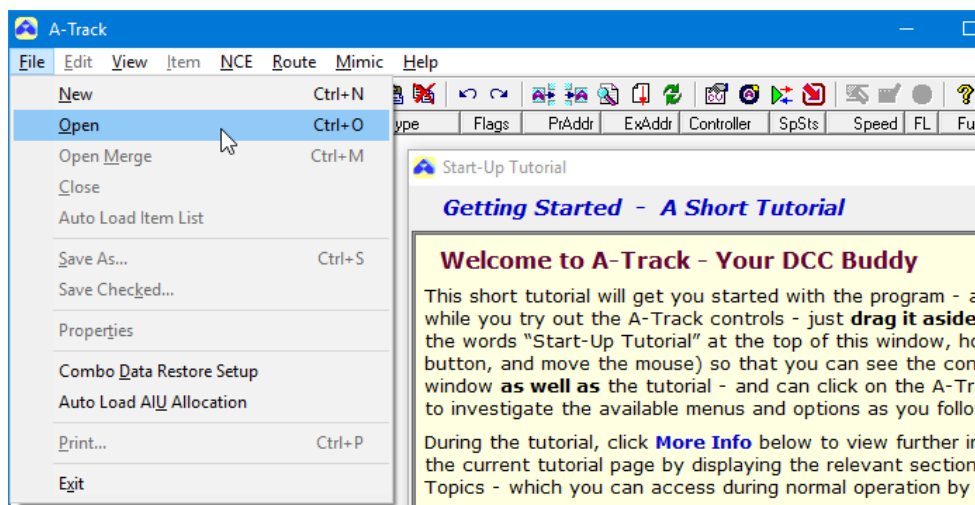 A-Track
File Edit View Item NCE Route Mimic Help
New Ctrl+N
Open Ctrl+O
Open Merge Ctrl+M
Close
Auto Load Item List
Save As... Ctrl+S
Save Checked...
Properties
Combo Data Restore Setup
Auto Load AIU Allocation
Print... Ctrl+P
Exit
ype Flags PrAddr ExAddr Controller SpSts Speed FL Fu
Start-Up Tutorial
Getting Started - A Short Tutorial
Welcome to A-Track - Your DCC Buddy
This short tutorial will get you started with the program - a
while you try out the A-Track controls - just drag it aside
the words “Start-Up Tutorial” at the top of this window, ho
button, and move the mouse) so that you can see the con
window as well as the tutorial - and can click on the A-Tr
to investigate the available menus and options as you follo
During the tutorial, click More Info below to view further in
the current tutorial page by displaying the relevant section
Topics - which you can access during normal operation by